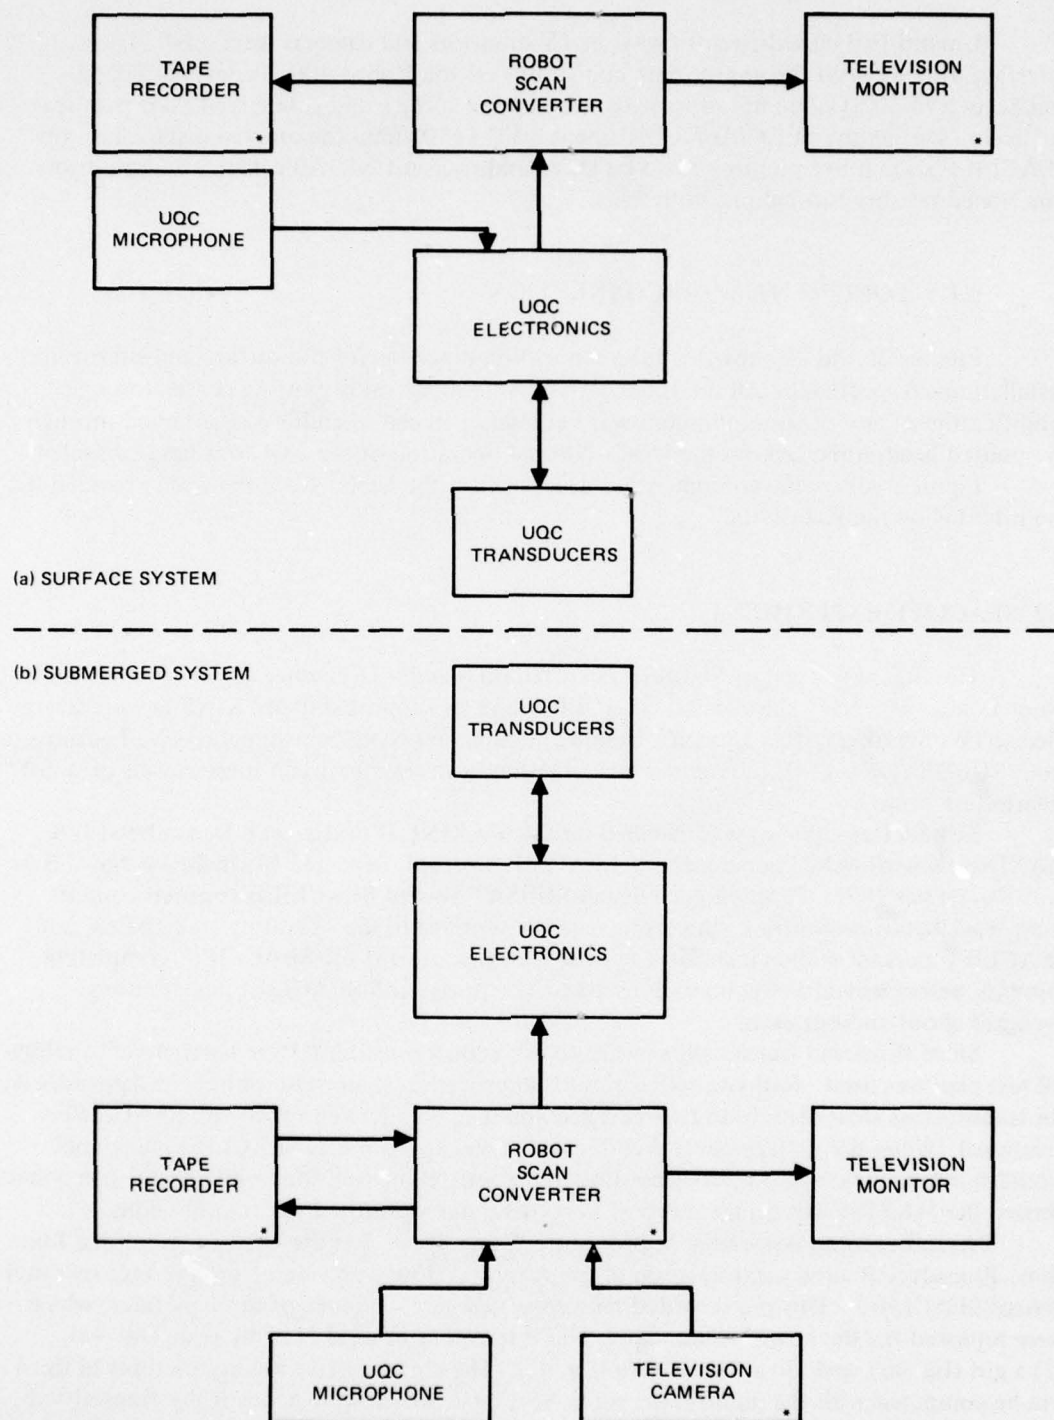 TAPE
RECORDER
*
ROBOT
SCAN
CONVERTER
TELEVISION
MONITOR
*
UQC
MICROPHONE
UQC
ELECTRONICS
UQC
TRANSDUCERS
(a) SURFACE SYSTEM
(b) SUBMERGED SYSTEM
UQC
TRANSDUCERS
UQC
ELECTRONICS
TAPE
RECORDER
*
ROBOT
SCAN
CONVERTER
*
TELEVISION
MONITOR
UQC
MICROPHONE
TELEVISION
CAMERA
*